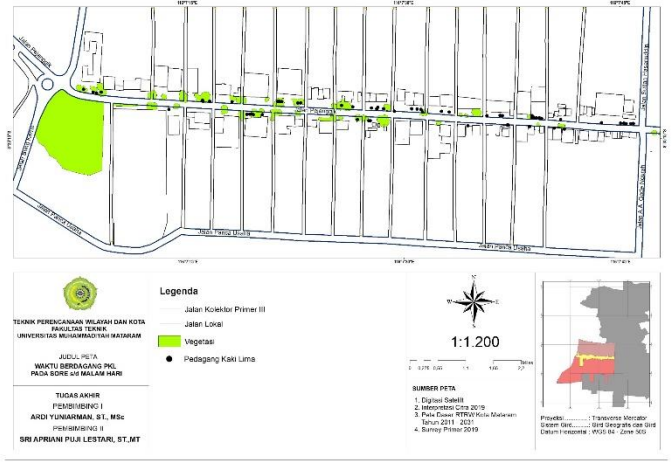 Jalan Pejanggik
Pejanggik
Jalan Panca Usaha
Jalan Panca Usaha
Jalan Panca Usaha
TEKNIK PERENCANAAN WILAYAH DAN KOTA
FAKULTAS TEKNIK
UNIVERSITAS MUHAMMADIYAH MATARAM
JUDUL PETA
WAKTU BERDAGANG PKL
PADA SORE s/d MALAM HARI
TUGAS AKHIR
PEMBIMBING I
ARDI YUNIARMAN, ST., MSc
PEMBIMBING II
SRI APRIANI PUJI LESTARI, ST.,MT
Legenda
Jalan Kolektor Primer III
Jalan Lokal
Vegetasi
Pedagang Kaki Lima
N
W
E
S
1:1.200
SUMBER PETA
1. Digitasi Satelit
2. Interpretasi Citra 2019
3. Peta Dasar RTRW Kota Mataram
Tahun 2011 - 2031
4. Survey Primer 2019
Proyeksi............: Transverse Mercator
Sistem Grid........: Grid Geografis dan Grid
Datum Horizontal : WGS 84 - Zone 50S